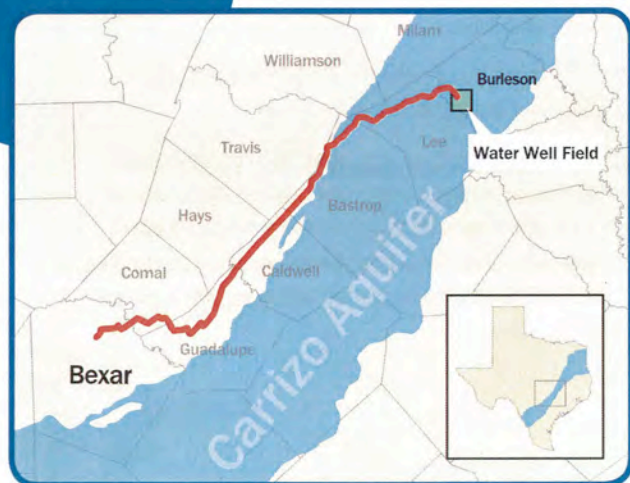 Milam
Williamson
Burleson
Travis
Lee
Water Well Field
Bastrop
Hays
Comal
Caldwell
Guadalupe
Bexar
Carrizo Aquifer